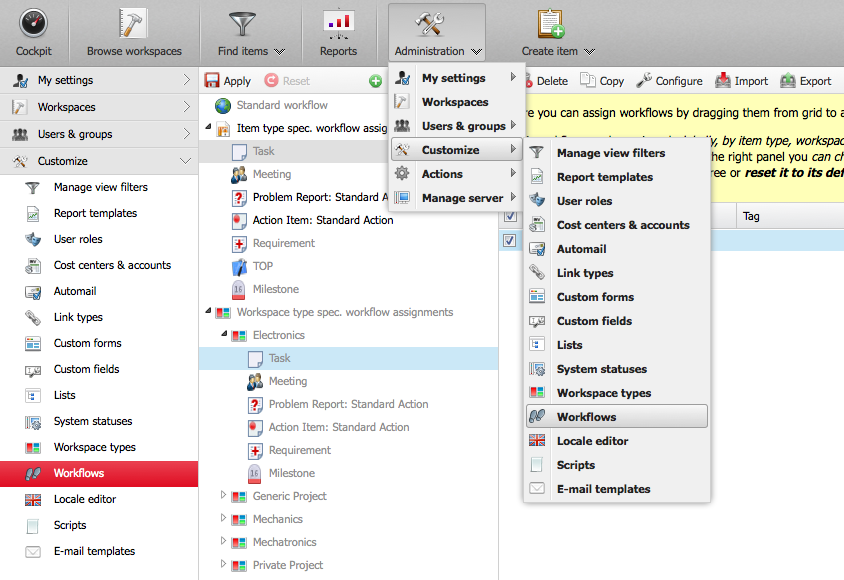 Cockpit
Browse workspaces
Find items
Reports
Administration
Create item
My settings
Workspaces
Users & groups
Customize
Manage view filters
Report templates
User roles
Cost centers & accounts
Automail
Link types
Custom forms
Custom fields
Lists
System statuses
Workspace types
Workflows
Locale editor
Scripts
E-mail templates
Apply
Reset
Standard workflow
Item type spec. workflow assig
Task
Meeting
Problem Report: Standard A
Action Item: Standard Action
Requirement
TOP
16
Milestone
Workspace type spec. workflow assignments
Electronics
Task
Meeting
Problem Report: Standard Action
Action Item: Standard Action
Requirement
16
Milestone
Generic Project
Mechanics
Mechatronics
Private Project
My settings
Workspaces
Users & groups
Customize
Actions
Manage server
Delete
Copy
Configure
Import
Export
re you can assign workflows by dragging them from grid to a
by item type, workspac
he right panel you can ch
ree or reset it to its def
Tag
Manage view filters
Report templates
User roles
Cost centers & accounts
Automail
Link types
Custom forms
Custom fields
Lists
System statuses
Workspace types
Workflows
Locale editor
Scripts
E-mail templates